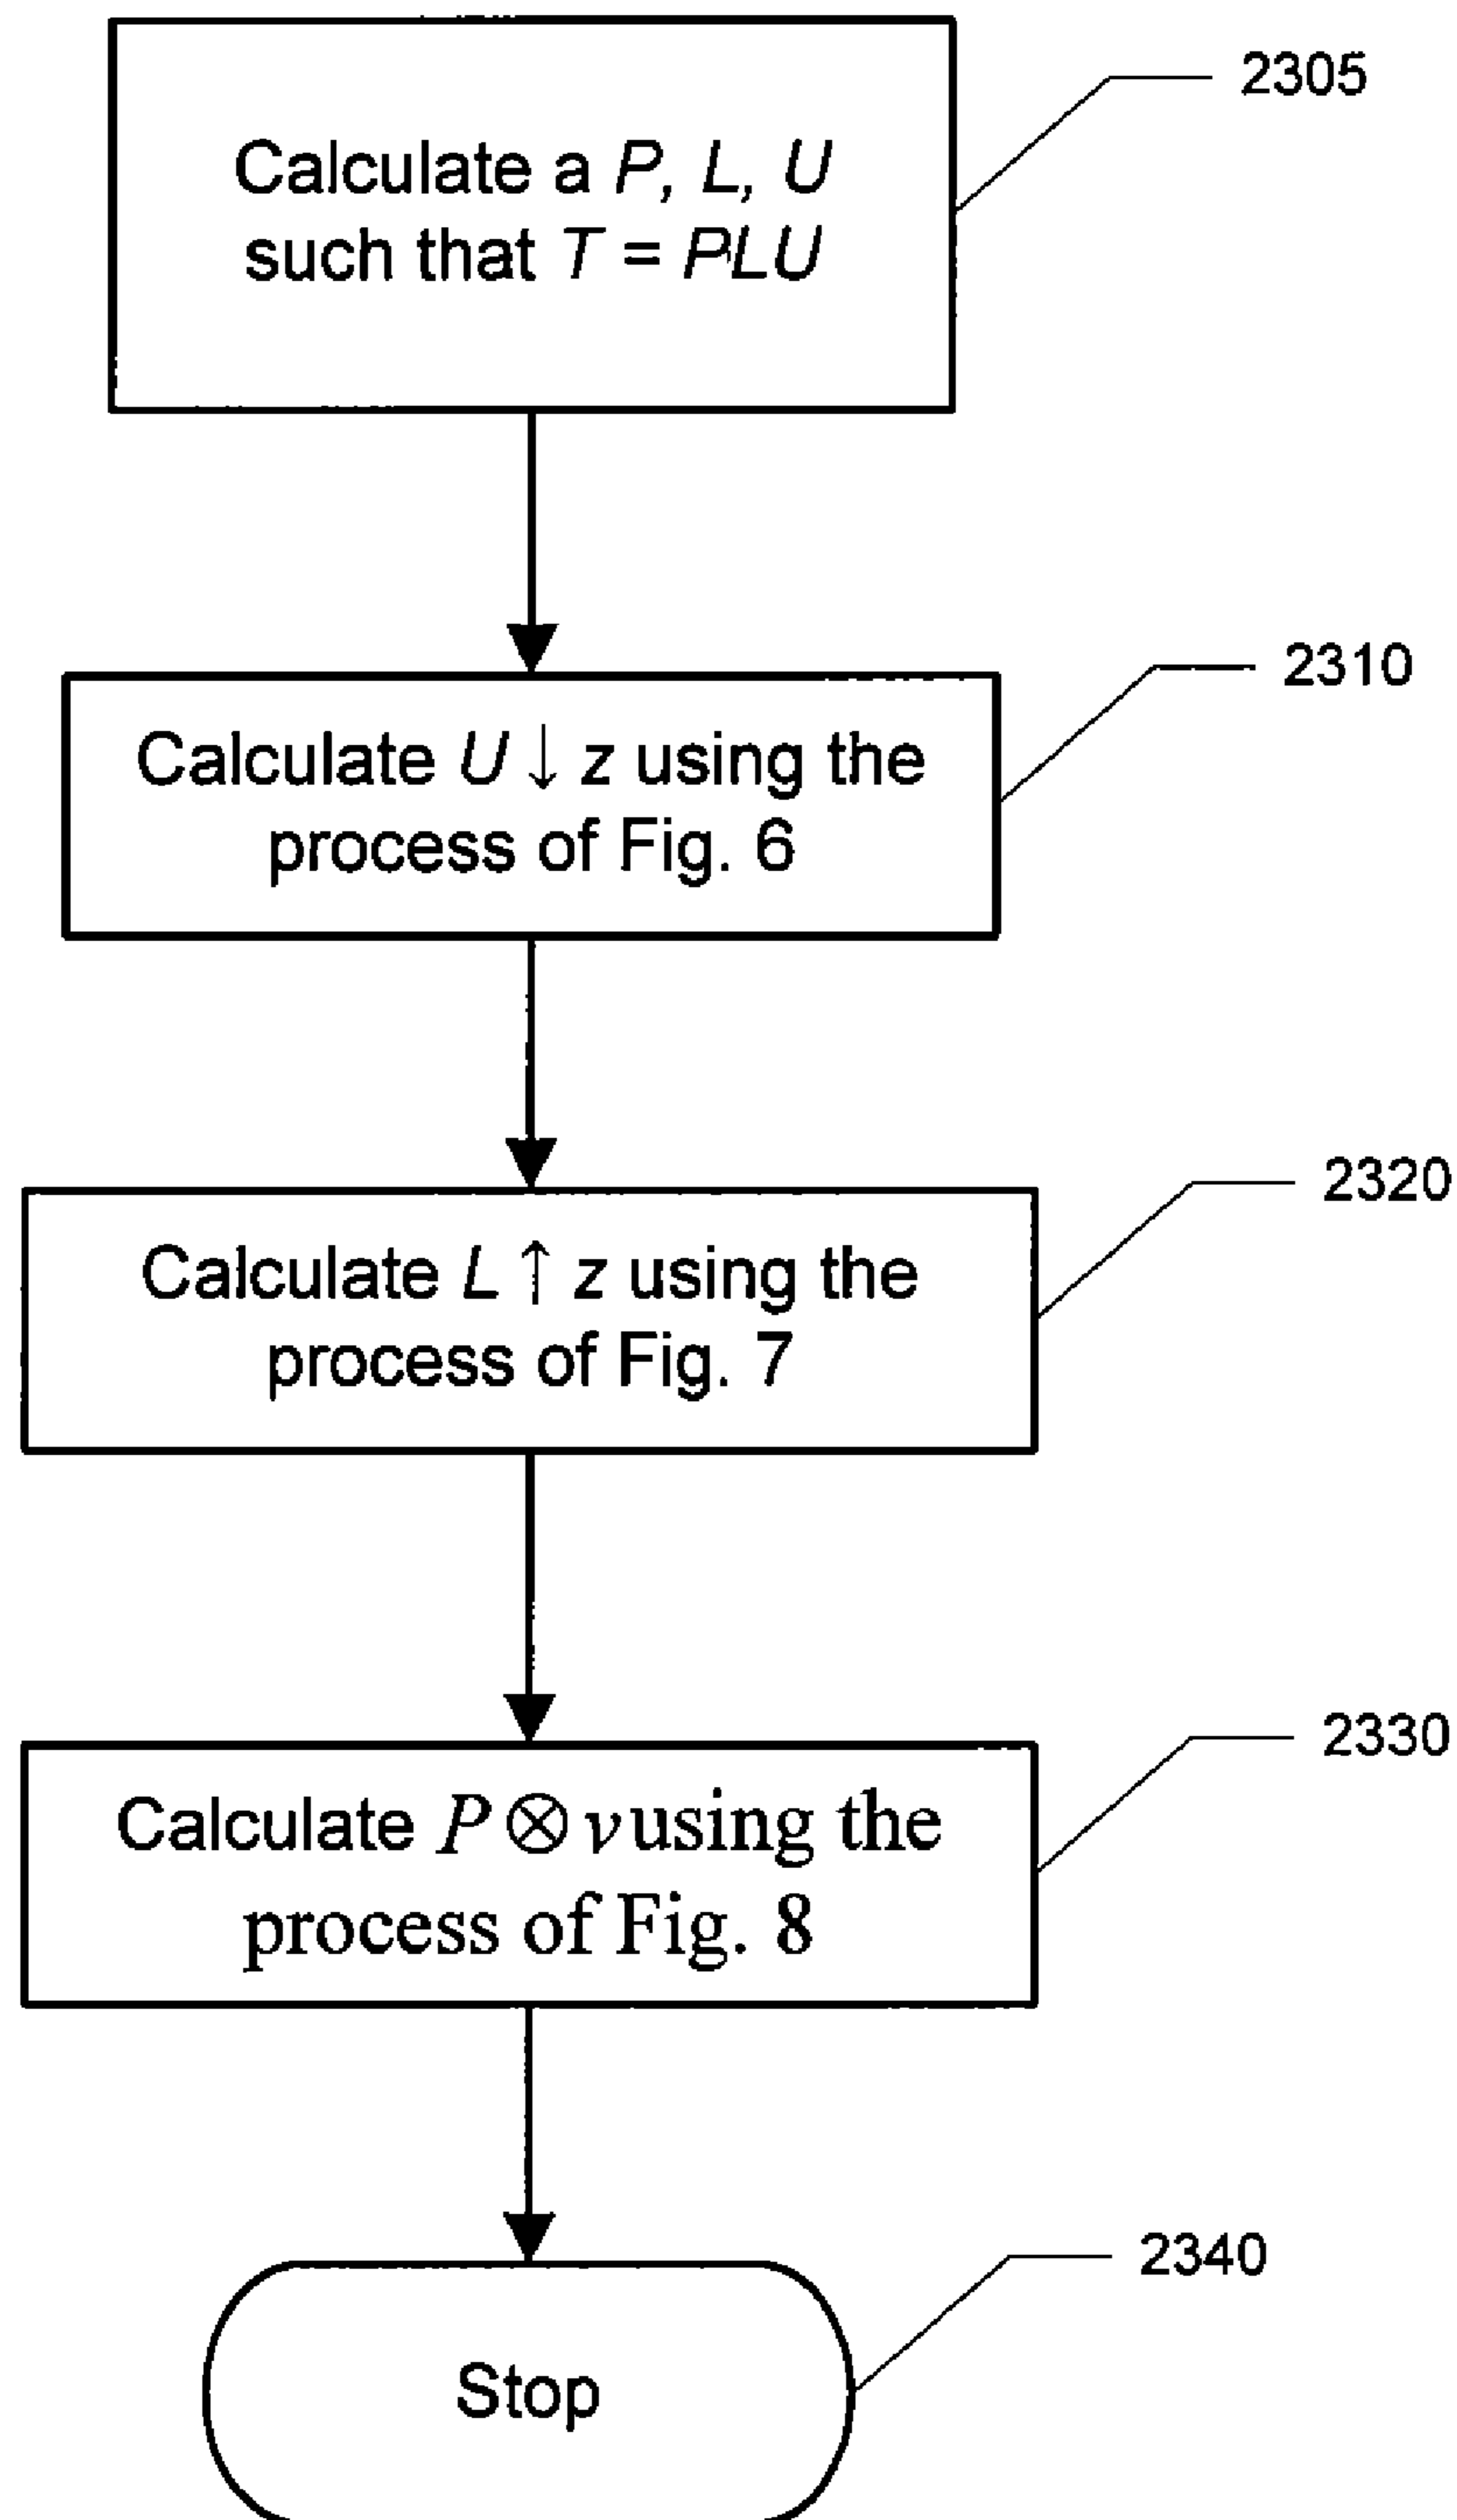 2305
Calculate a P, L, U
such that T = PLU
2310
Calculate U ↓ z using the
process of Fig. 6
2320
Calculate L ↑ z using the
process of Fig. 7
2330
Calculate P ⊗ v using the
process of Fig. 8
2340
Stop